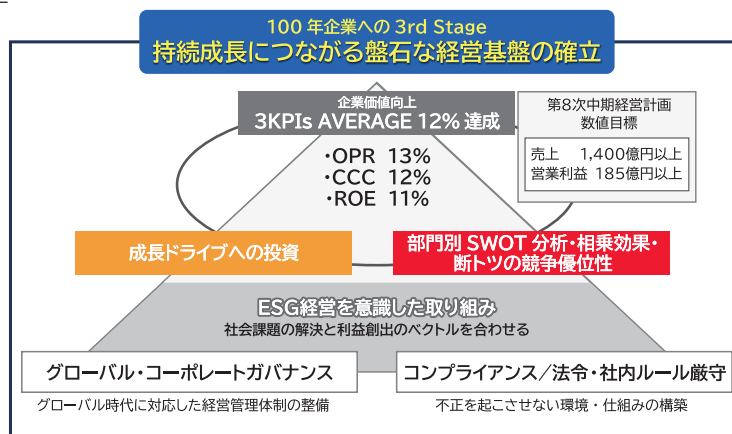 100年企業への3rd Stage
持続成長につながる盤石な経営基盤の確立
企業価値向上
3KPIs AVERAGE 12% 達成
・OPR 13%
・CCC 12%
・ROE 11%
第8次中期経営計画
数値目標
売上 1,400億円以上
営業利益 185億円以上
成長ドライブへの投資
部門別 SWOT 分析・相乗効果・
断トツの競争優位性
ESG経営を意識した取り組み
社会課題の解決と利益創出のベクトルを合わせる
グローバル・コーポレートガバナンス
グローバル時代に対応した経営管理体制の整備
コンプライアンス/法令・社内ルール厳守
不正を起こさせない環境・仕組みの構築